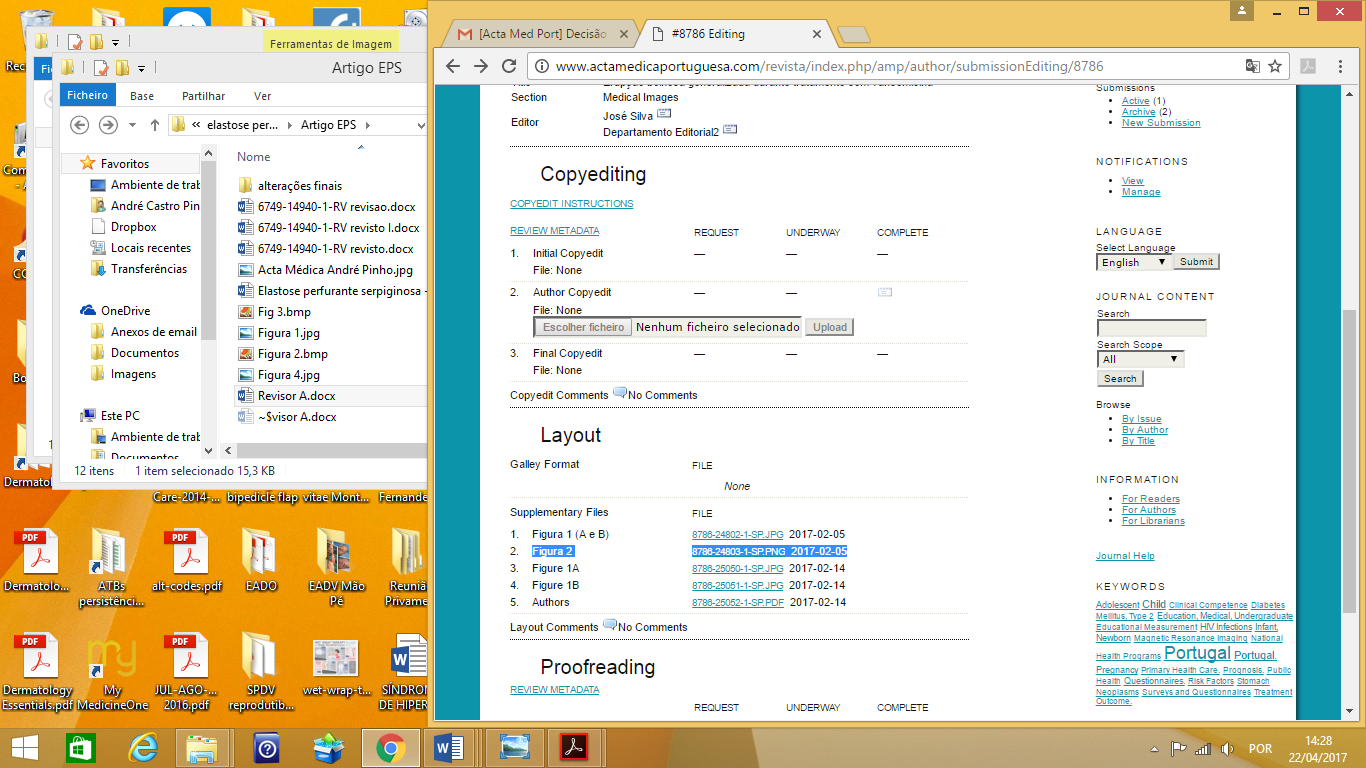 Ferramentas de Imagem
Artigo EPS
Ficheiro
Base
Partilhar
Ver
« elastose per... Artigo EPS
Favoritos
Ambiente de trab
André Castro Pin
Dropbox
Locais recentes
Transferências
OneDrive
Anexos de email
Documentos
Imagens
Este PC
Ambiente de trab
Documentos
Nome
alterações finais
6749-14940-1-RV revisao.docx
6749-14940-1-RV revisto I.docx
6749-14940-1-RV revisto.docx
Acta Médica André Pinho.jpg
Elastose perfurante serpiginosa -
Fig 3.bmp
Figura 1.jpg
Figura 2.bmp
Figura 4.jpg
Revisor A.docx
~$visor A.docx
12 itens 1 item selecionado 15,3 KB
Care-2014-...
bipedicle flap
vitae Mont...
Fernande
Dermatolo...
ATBs persistênci...
alt-codes.pdf
EADO
EADV Mão Pé
Reunião Privame
Dermatology Essentials.pdf
My MedicineOne
JUL-AGO-... 2016.pdf
SPDV reprodutib...
wet-wrap-t...
SÍNDROM DE HIPER
[Acta Med Port] Decisão
#8786 Editing
www.actamedicaportuguesa.com/revista/index.php/amp/author/submissionEditing/8786
Section Medical Images
Editor José Silva
Departamento Editorial2
Copyediting
COPYEDIT INSTRUCTIONS
REVIEW METADATA REQUEST UNDERWAY COMPLETE
1. Initial Copyedit — — —
File: None
2. Author Copyedit — —
File: None
Escolher ficheiro Nenhum ficheiro selecionado Upload
3. Final Copyedit — — —
File: None
Copyedit Comments No Comments
Layout
Galley Format FILE
None
Supplementary Files FILE
1. Figura 1 (A e B) 8786-24802-1-SP.JPG 2017-02-05
2. Figura 2 8786-24803-1-SP.PNG 2017-02-05
3. Figure 1A 8786-25050-1-SP.JPG 2017-02-14
4. Figure 1B 8786-25051-1-SP.JPG 2017-02-14
5. Authors 8786-25052-1-SP.PDF 2017-02-14
Layout Comments No Comments
Proofreading
REVIEW METADATA
REQUEST UNDERWAY COMPLETE
Submissions
Active (1)
Archive (2)
New Submission
NOTIFICATIONS
View
Manage
LANGUAGE
Select Language
English Submit
JOURNAL CONTENT
Search
Search Scope
All
Search
Browse
By Issue
By Author
By Title
INFORMATION
For Readers
For Authors
For Librarians
Journal Help
KEYWORDS
Adolescent Child Clinical Competence Diabetes
Mellitus, Type 2 Education, Medical, Undergraduate
Educational Measurement HIV Infections Infant,
Newborn Magnetic Resonance Imaging National
Health Programs Portugal Portugal.
Pregnancy Primary Health Care. Prognosis. Public
Health Questionnaires. Risk Factors Stomach
Neoplasms Surveys and Questionnaires Treatment
Outcome.
POR
14:28
22/04/2017